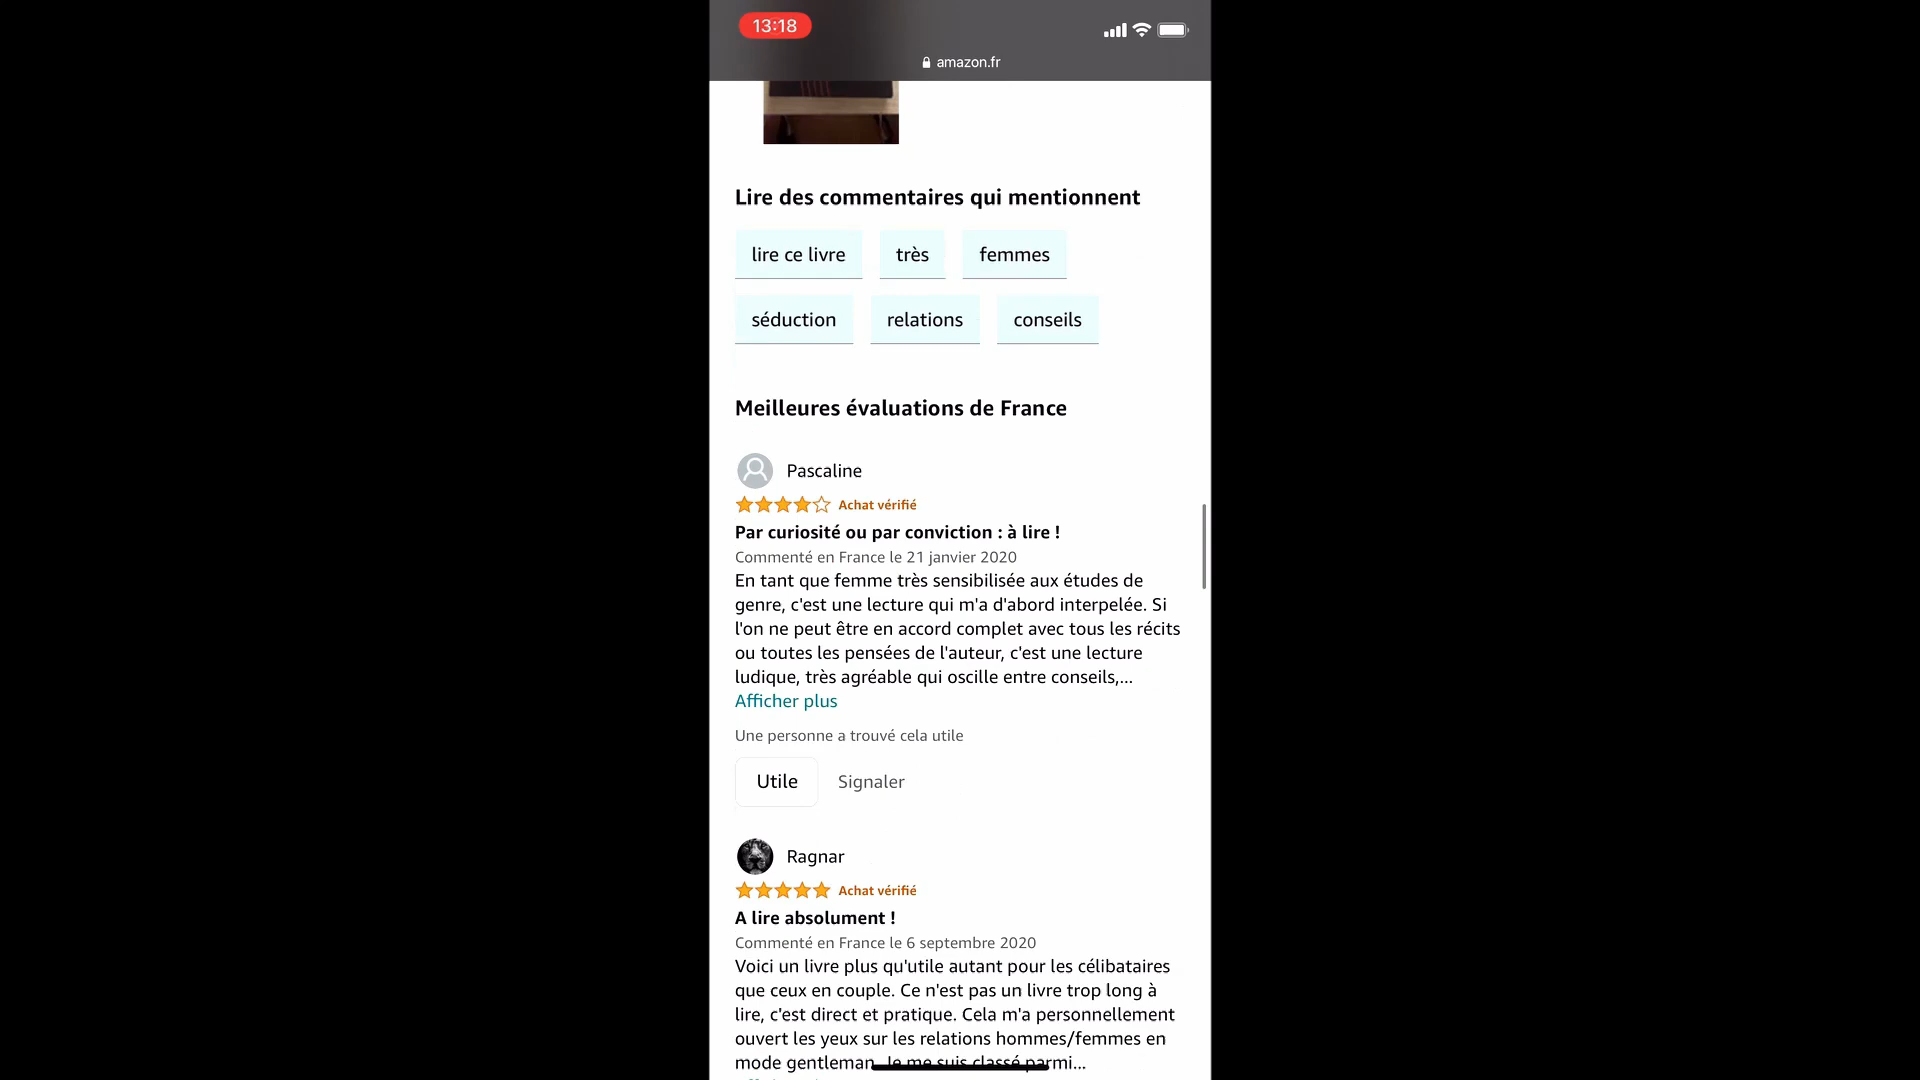 13:18
amazon.fr
Lire des commentaires qui mentionnent
lire ce livre très femmes
séduction relations conseils
Meilleures évaluations de France
Pascaline
Achat vérifié
Par curiosité ou par conviction : à lire !
Commenté en France le 21 janvier 2020
En tant que femme très sensibilisée aux études de
genre, c'est une lecture qui m'a d'abord interpelée. Si
l'on ne peut être en accord complet avec tous les récits
ou toutes les pensées de l'auteur, c'est une lecture
ludique, très agréable qui oscille entre conseils,...
Afficher plus
Une personne a trouvé cela utile
Utile Signaler
Ragnar
Achat vérifié
A lire absolument !
Commenté en France le 6 septembre 2020
Voici un livre plus qu'utile autant pour les célibataires
que ceux en couple. Ce n'est pas un livre trop long à
lire, c'est direct et pratique. Cela m'a personnellement
ouvert les yeux sur les relations hommes/femmes en
mode gentleman. Je me suis classé parmi...